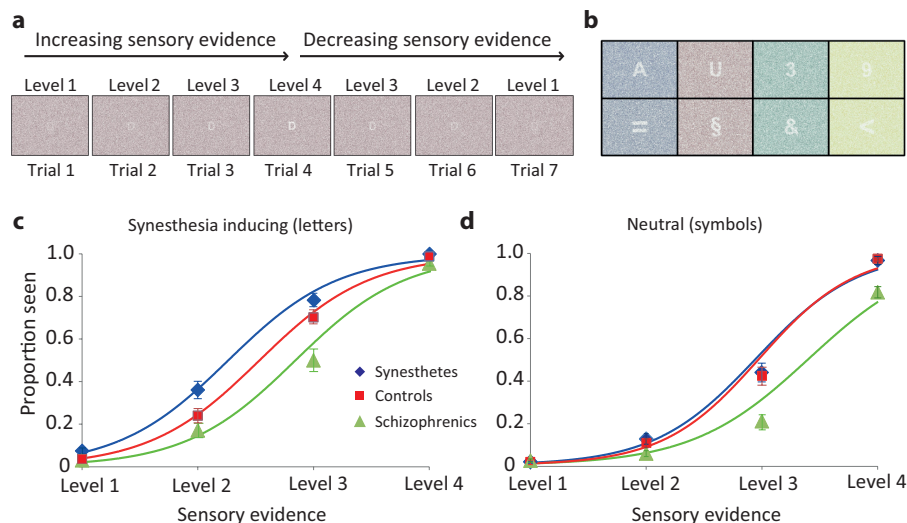 a
Increasing sensory evidence
Decreasing sensory evidence
Level 1 Level 2 Level 3 Level 4 Level 3 Level 2 Level 1
D D D D D
Trial 1 Trial 2 Trial 3 Trial 4 Trial 5 Trial 6 Trial 7
b
A U 3 9
= § & <
c
Synesthesia inducing (letters)
Proportion seen
1.0
0.8
0.6
0.4
0.2
0
Synesthetes
Controls
Schizophrenics
Level 1 Level 2 Level 3 Level 4
Sensory evidence
d
Neutral (symbols)
1.0
0.8
0.6
0.4
0.2
0
Level 1 Level 2 Level 3 Level 4
Sensory evidence